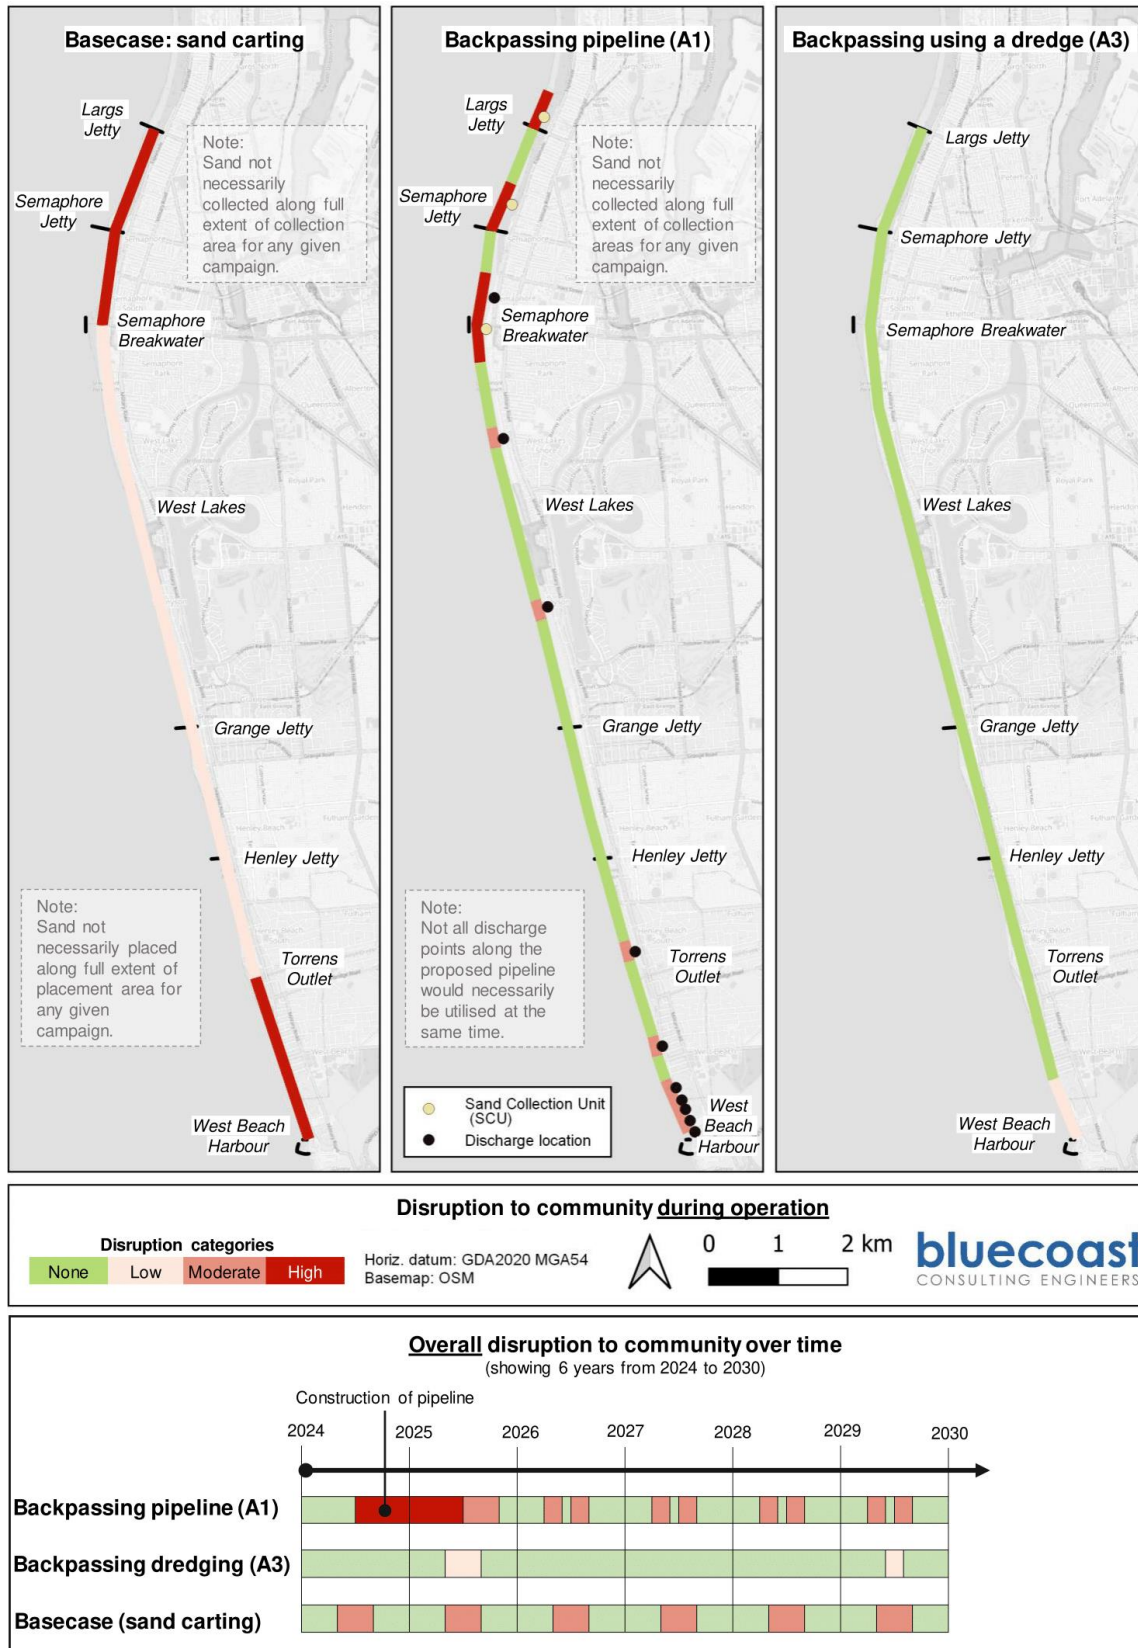 Basecase: sand carting
Largs
Jetty
Note:
Sand not
necessarily
collected along full
extent of collection
area for any given
campaign.
Semaphore
Jetty
Semaphore
Breakwater
West Lakes
Grange Jetty
Henley Jetty
Note:
Sand not
necessarily placed
along full extent of
placement area for
any given
campaign.
Torrens
Outlet
West Beach
Harbour
Backpassing pipeline (A1)
Largs
Jetty
Note:
Sand not
necessarily
collected along full
extent of collection
areas for any given
campaign.
Semaphore
Jetty
Semaphore
Breakwater
West Lakes
Grange Jetty
Henley Jetty
Note:
Not all discharge
points along the
proposed pipeline
would necessarily
be utilised at the
same time.
Torrens
Outlet
Sand Collection Unit
(SCU)
Discharge location
West
Beach
Harbour
Backpassing using a dredge (A3)
Largs Jetty
Semaphore Jetty
Semaphore Breakwater
West Lakes
Grange Jetty
Henley Jetty
Torrens
Outlet
West Beach
Harbour
Disruption to community during operation
Disruption categories
None Low Moderate High
Horiz. datum: GDA2020 MGA54
Basemap: OSM
0 1 2 km
bluecoast
CONSULTING ENGINEERS
Overall disruption to community over time
(showing 6 years from 2024 to 2030)
Construction of pipeline
2024 2025 2026 2027 2028 2029 2030
Backpassing pipeline (A1)
Backpassing dredging (A3)
Basecase (sand carting)